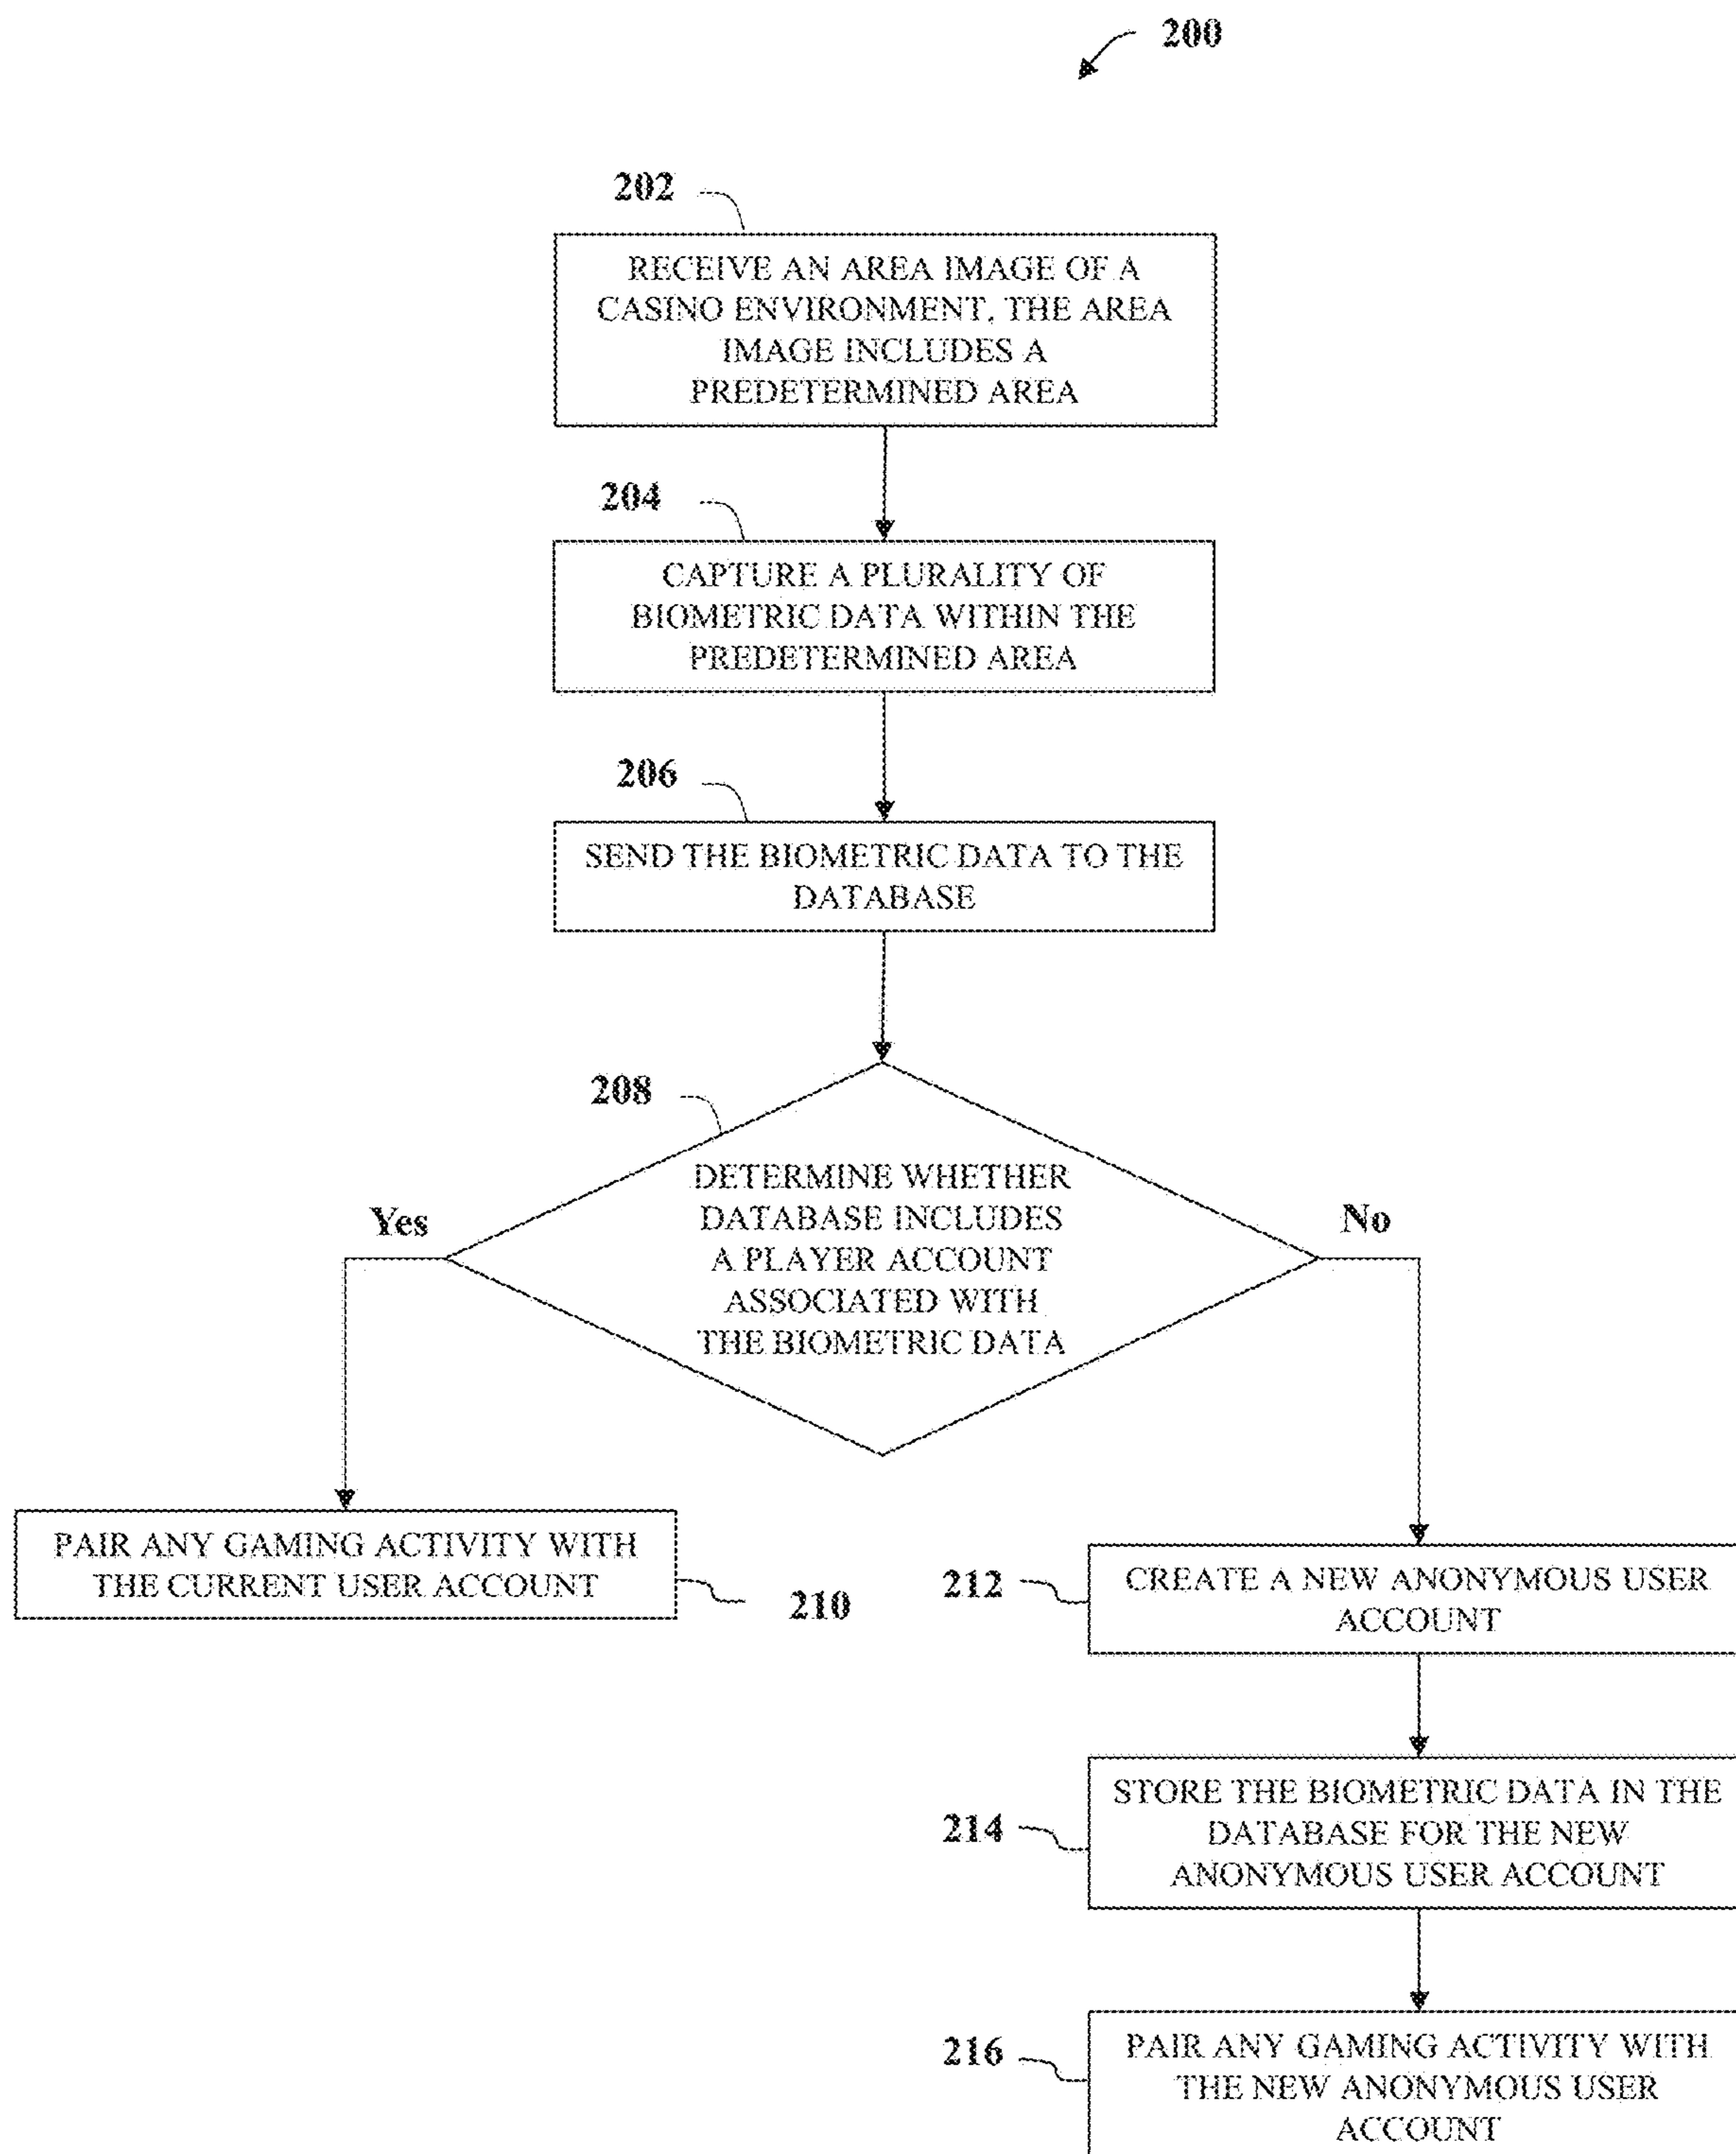 200
202
RECEIVE AN AREA IMAGE OF A
CASINO ENVIRONMENT, THE AREA
IMAGE INCLUDES A
PREDETERMINED AREA
204
CAPTURE A PLURALITY OF
BIOMETRIC DATA WITHIN THE
PREDETERMINED AREA
206
SEND THE BIOMETRIC DATA TO THE
DATABASE
208
DETERMINE WHETHER
DATABASE INCLUDES
A PLAYER ACCOUNT
ASSOCIATED WITH
THE BIOMETRIC DATA
Yes
No
PAIR ANY GAMING ACTIVITY WITH
THE CURRENT USER ACCOUNT
210
212
CREATE A NEW ANONYMOUS USER
ACCOUNT
214
STORE THE BIOMETRIC DATA IN THE
DATABASE FOR THE NEW
ANONYMOUS USER ACCOUNT
216
PAIR ANY GAMING ACTIVITY WITH
THE NEW ANONYMOUS USER
ACCOUNT